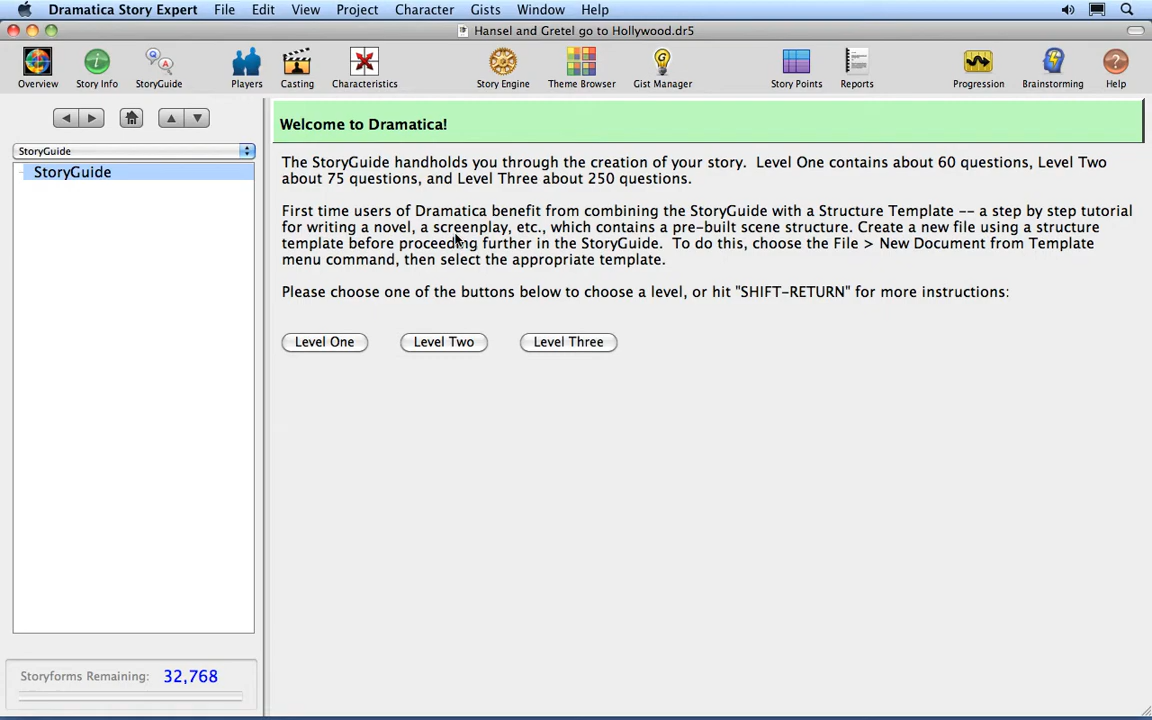 Dramatica Story Expert File Edit View Project Character Gists Window Help
Hansel and Gretel go to Hollywood.dr5
Overview Story Info StoryGuide Players Casting Characteristics Story Engine Theme Browser Gist Manager Story Points Reports Progression Brainstorming Help
StoryGuide
StoryGuide
Storyforms Remaining: 32,768
Welcome to Dramatica!
The StoryGuide handholds you through the creation of your story. Level One contains about 60 questions, Level Two
about 75 questions, and Level Three about 250 questions.
First time users of Dramatica benefit from combining the StoryGuide with a Structure Template -- a step by step tutorial
for writing a novel, a screenplay, etc., which contains a pre-built scene structure. Create a new file using a structure
template before proceeding further in the StoryGuide. To do this, choose the File > New Document from Template
menu command, then select the appropriate template.
Please choose one of the buttons below to choose a level, or hit "SHIFT-RETURN" for more instructions:
Level One Level Two Level Three